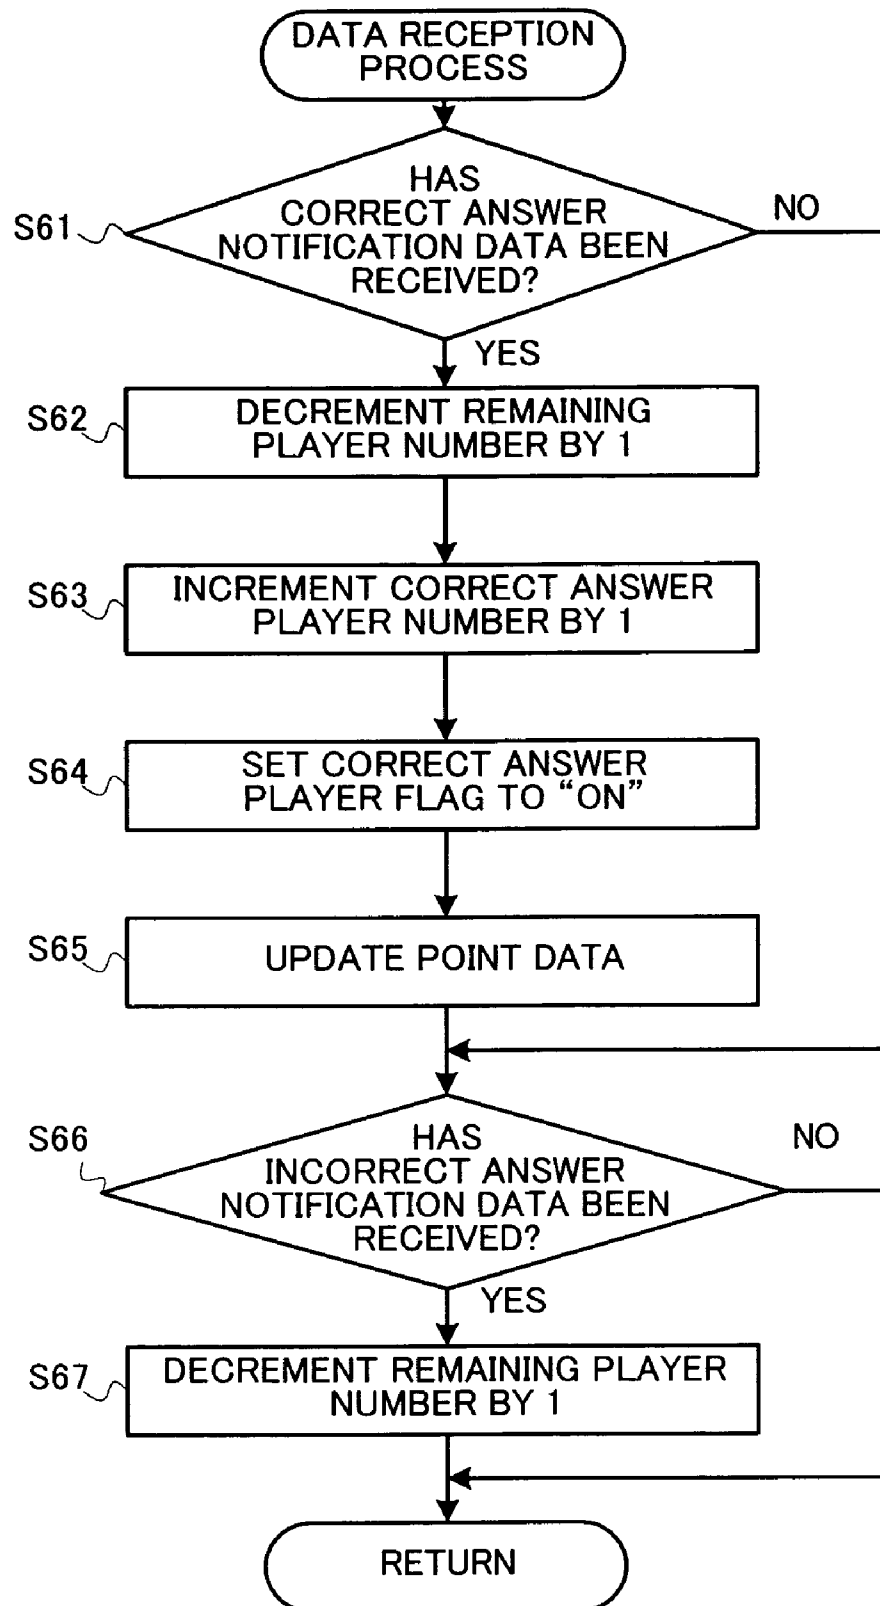 DATA RECEPTION
PROCESS
HAS
CORRECT ANSWER
NOTIFICATION DATA BEEN
RECEIVED?
S61
NO
YES
S62
DECREMENT REMAINING
PLAYER NUMBER BY 1
S63
INCREMENT CORRECT ANSWER
PLAYER NUMBER BY 1
S64
SET CORRECT ANSWER
PLAYER FLAG TO “ON”
S65
UPDATE POINT DATA
S66
HAS
INCORRECT ANSWER
NOTIFICATION DATA BEEN
RECEIVED?
NO
YES
S67
DECREMENT REMAINING PLAYER
NUMBER BY 1
RETURN